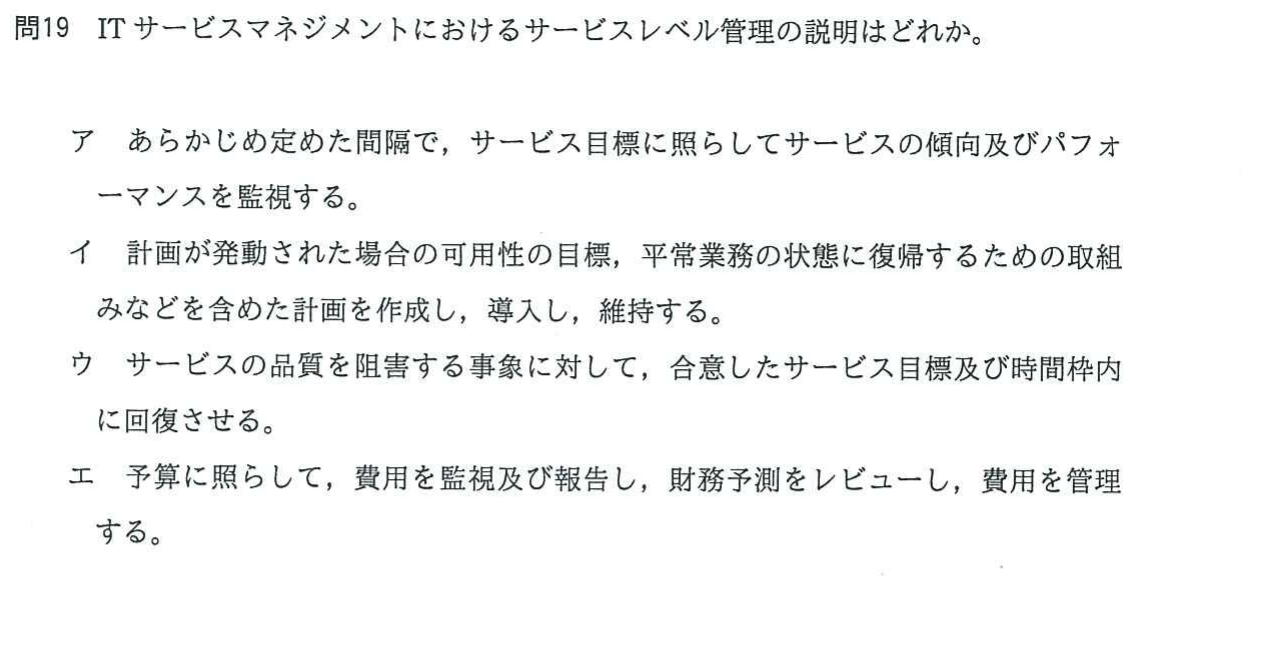 問19 ITサービスマネジメントにおけるサービスレベル管理の説明はどれか。
ア あらかじめ定めた間隔で，サービス目標に照らしてサービスの傾向及びパフォ
ーマンスを監視する。
イ 計画が発動された場合の可用性の目標，平常業務の状態に復帰するための取組
みなどを含めた計画を作成し，導入し，維持する。
ウ サービスの品質を阻害する事象に対して，合意したサービス目標及び時間枠内
に回復させる。
エ 予算に照らして，費用を監視及び報告し，財務予測をレビューし，費用を管理
する。